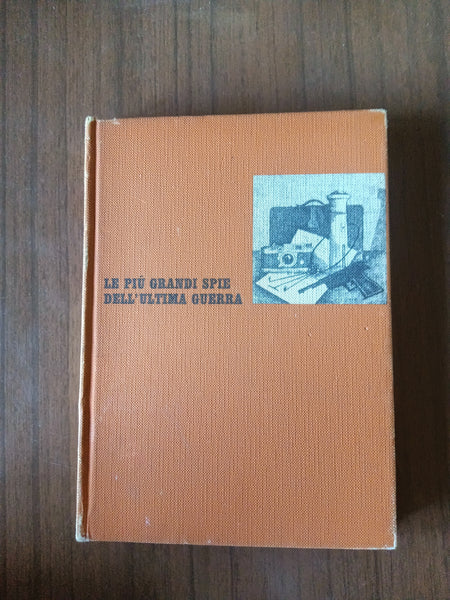 LE PIÚ GRANDI SPIE
DELL'ULTIMA GUERRA